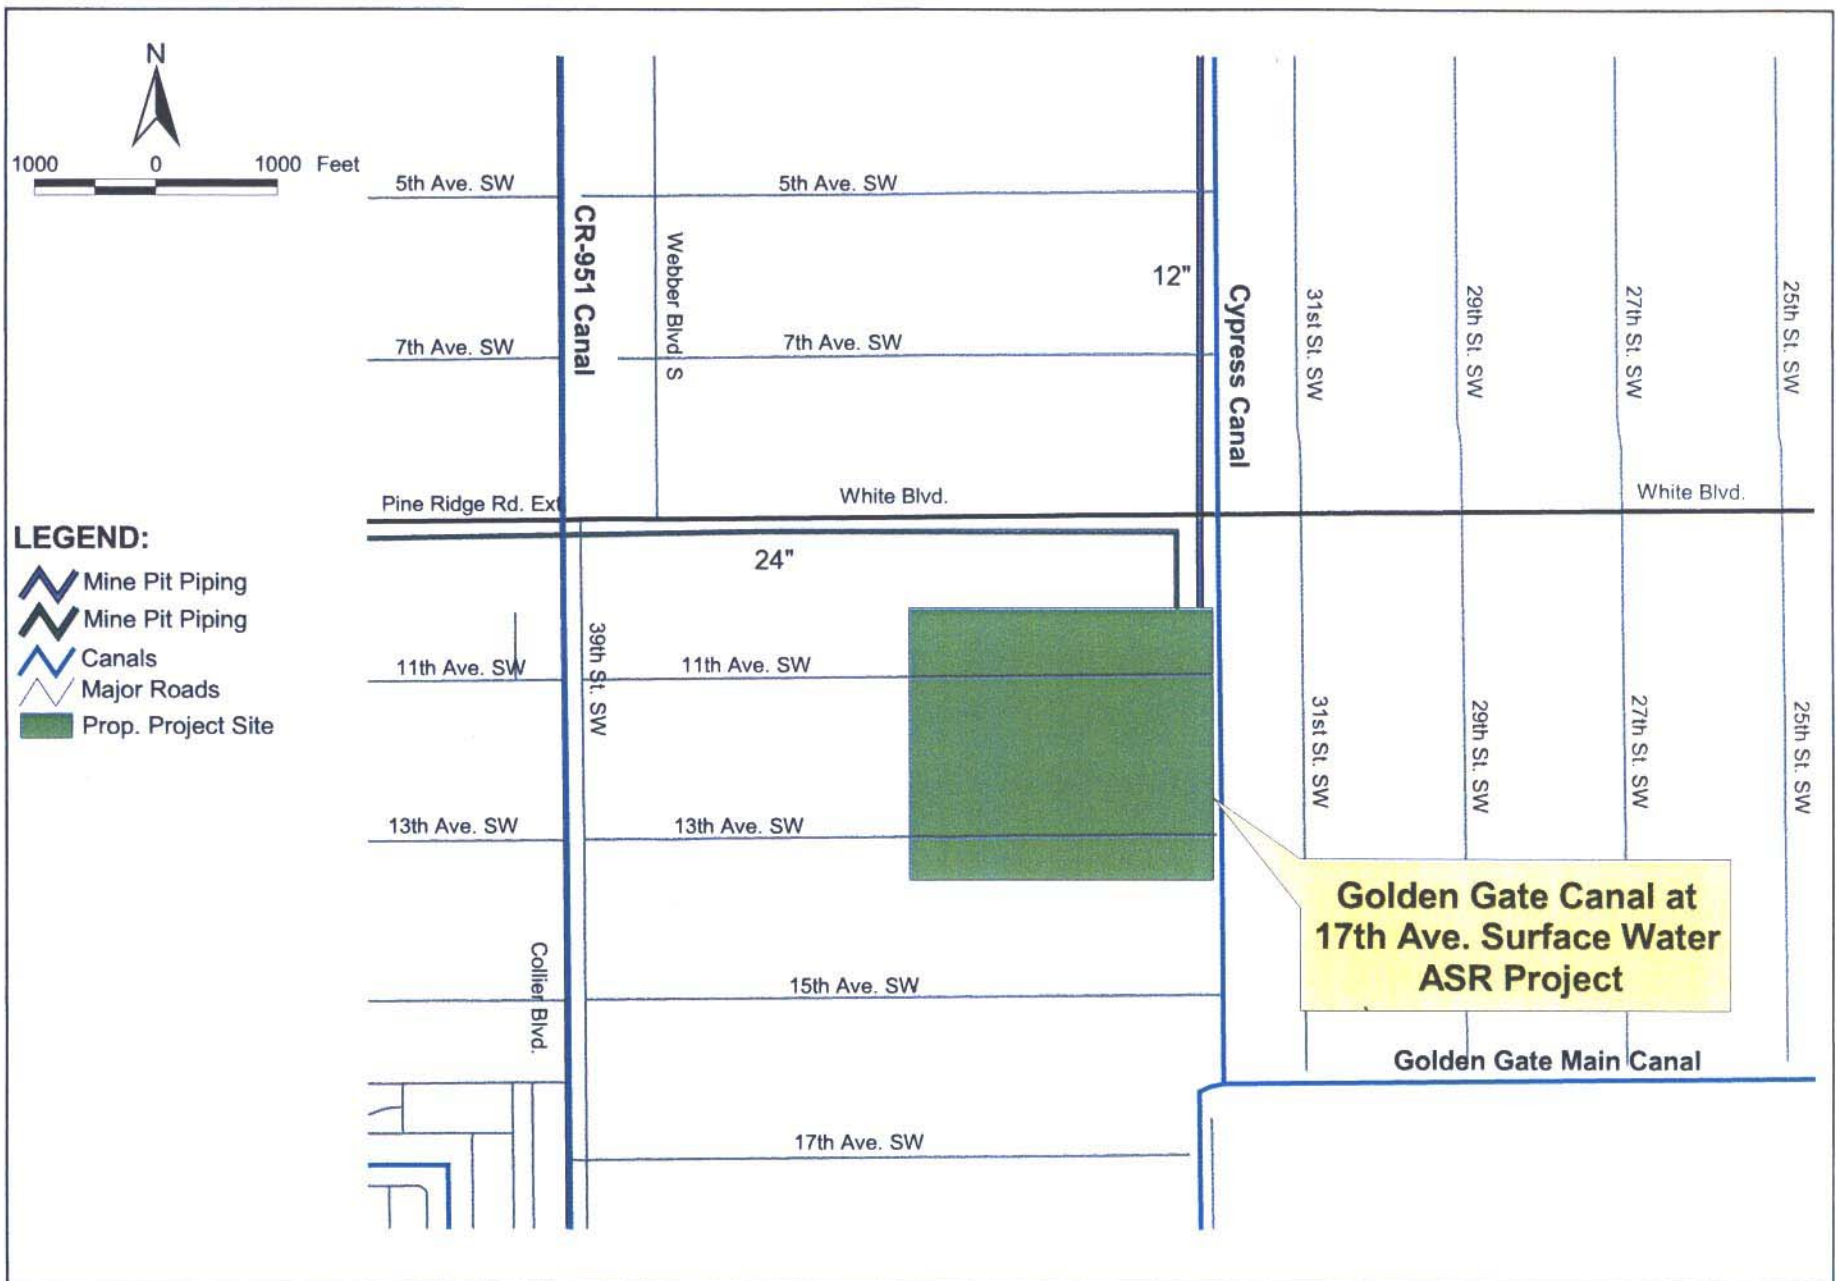 N
1000 0 1000 Feet
5th Ave. SW
5th Ave. SW
CR-951 Canal
Webber Blvd S
12"
Cypress Canal
31st St. SW
29th St. SW
27th St. SW
25th St. SW
7th Ave. SW
7th Ave. SW
Pine Ridge Rd. Ext
White Blvd.
White Blvd.
24"
LEGEND:
Mine Pit Piping
Mine Pit Piping
Canals
Major Roads
Prop. Project Site
11th Ave. SW
39th St. SW
11th Ave. SW
31st St. SW
29th St. SW
27th St. SW
25th St. SW
13th Ave. SW
13th Ave. SW
Golden Gate Canal at
17th Ave. Surface Water
ASR Project
Collier Blvd.
15th Ave. SW
Golden Gate Main Canal
17th Ave. SW